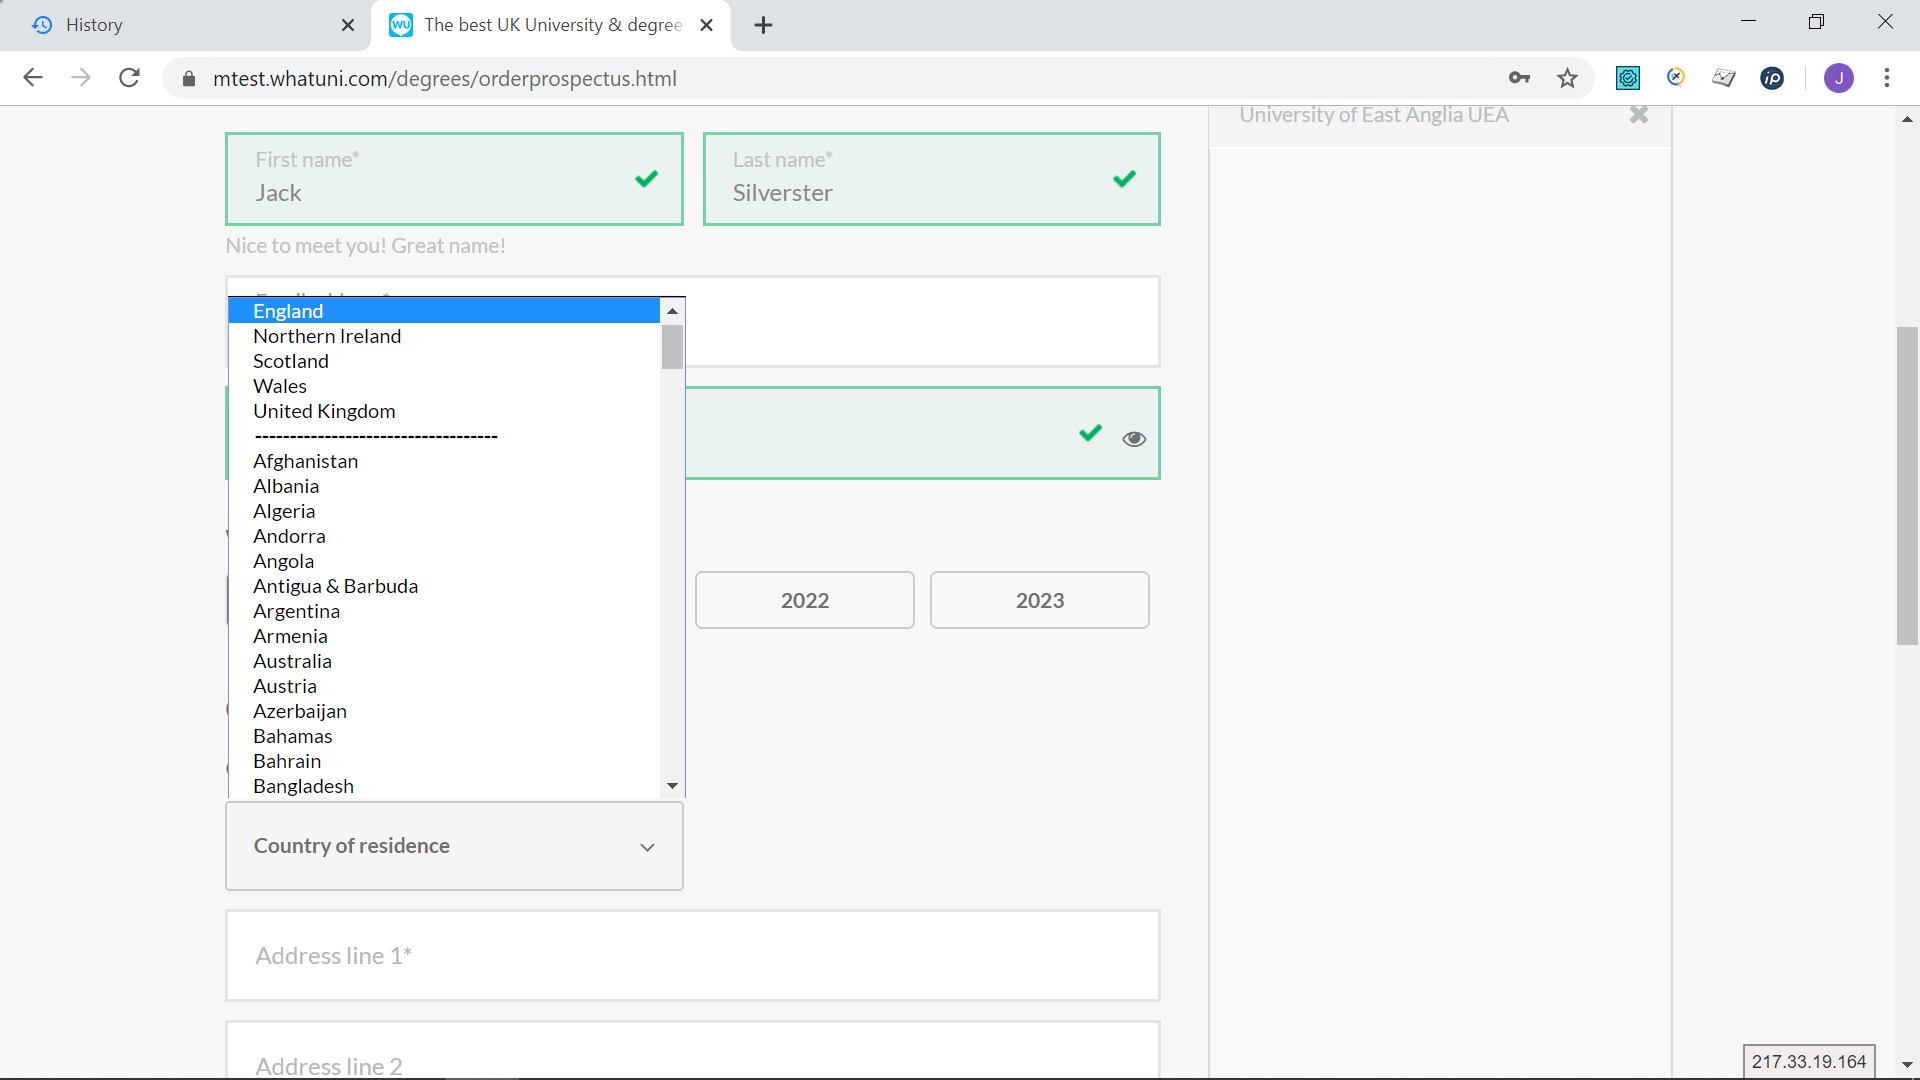 History
The best UK University & degree
mtest.whatuni.com/degrees/orderprospectus.html
J
University of East Anglia UEA
First name*
Jack
Last name*
Silverster
Nice to meet you! Great name!
England
Northern Ireland
Scotland
Wales
United Kingdom
-----------------------------------
Afghanistan
Albania
Algeria
Andorra
Angola
Antigua & Barbuda
Argentina
Armenia
Australia
Austria
Azerbaijan
Bahamas
Bahrain
Bangladesh
2022
2023
Country of residence
Address line 1*
Address line 2
217.33.19.164